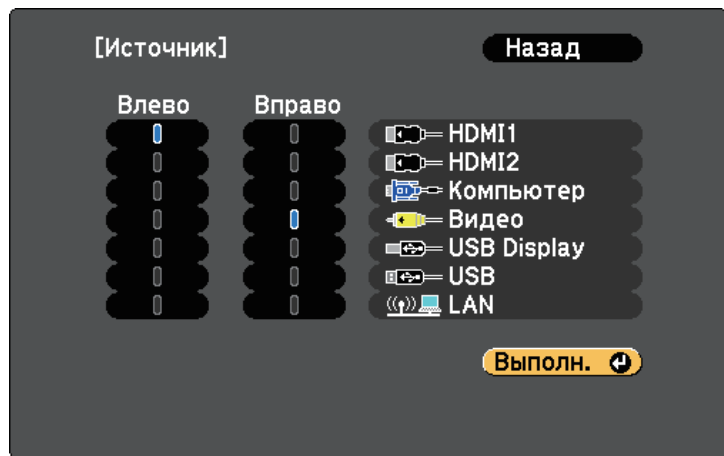 [Источник] Назад
Влево Вправо
HDMI1
HDMI2
Компьютер
Видео
USB Display
USB
LAN
Выполн.